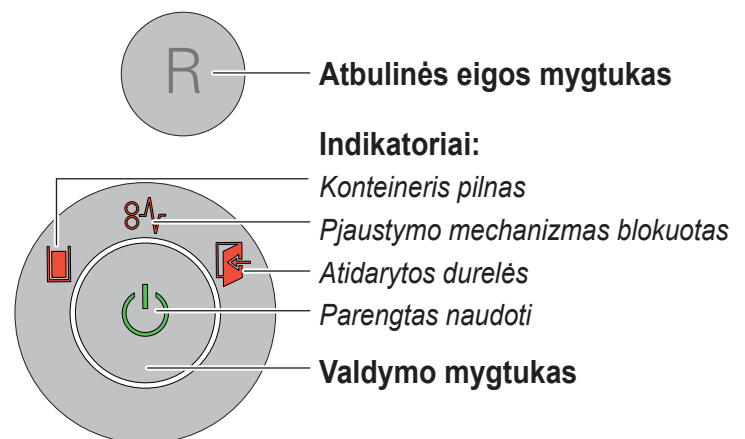 R
Atbulinės eigos mygtukas
Indikatoriai:
Konteineris pilnas
Pjaustymo mechanizmas blokuotas
Atidarytos durelės
Parengtas naudoti
Valdymo mygtukas